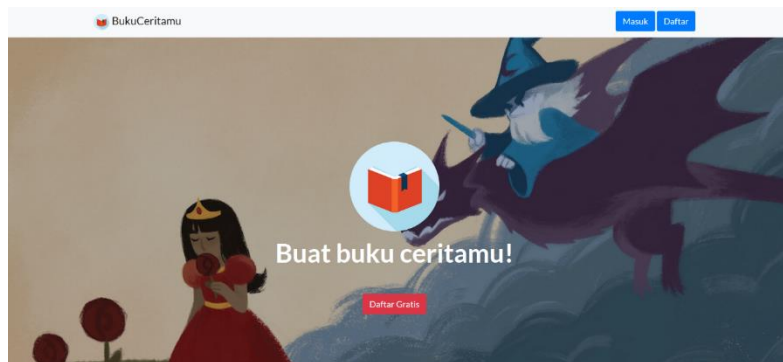 BukuCeritamu
Masuk
Daftar
Buat buku ceritamu!
Daftar Gratis